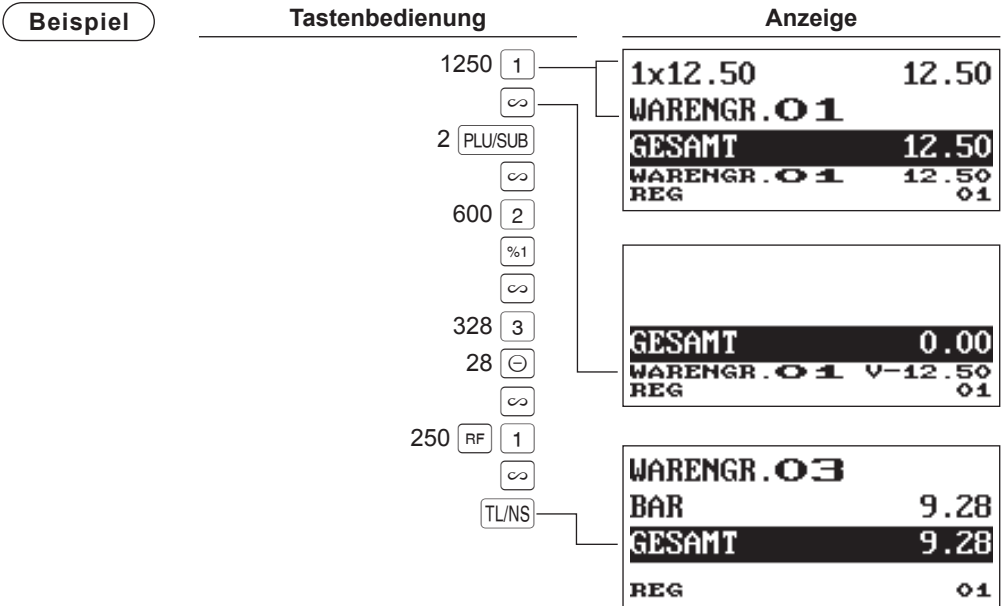 Beispiel Tastenbedienung Anzeige
1250 1
∞
2 PLU/SUB
∞
600 2
%1
∞
328 3
28 ⊖
∞
250 RF 1
∞
TL/NS
1x12.50 12.50
WARENGR.01
GESAMT 12.50
WARENGR.01 12.50
REG 01
GESAMT 0.00
WARENGR.01 V-12.50
REG 01
WARENGR.03
BAR 9.28
GESAMT 9.28
REG 01